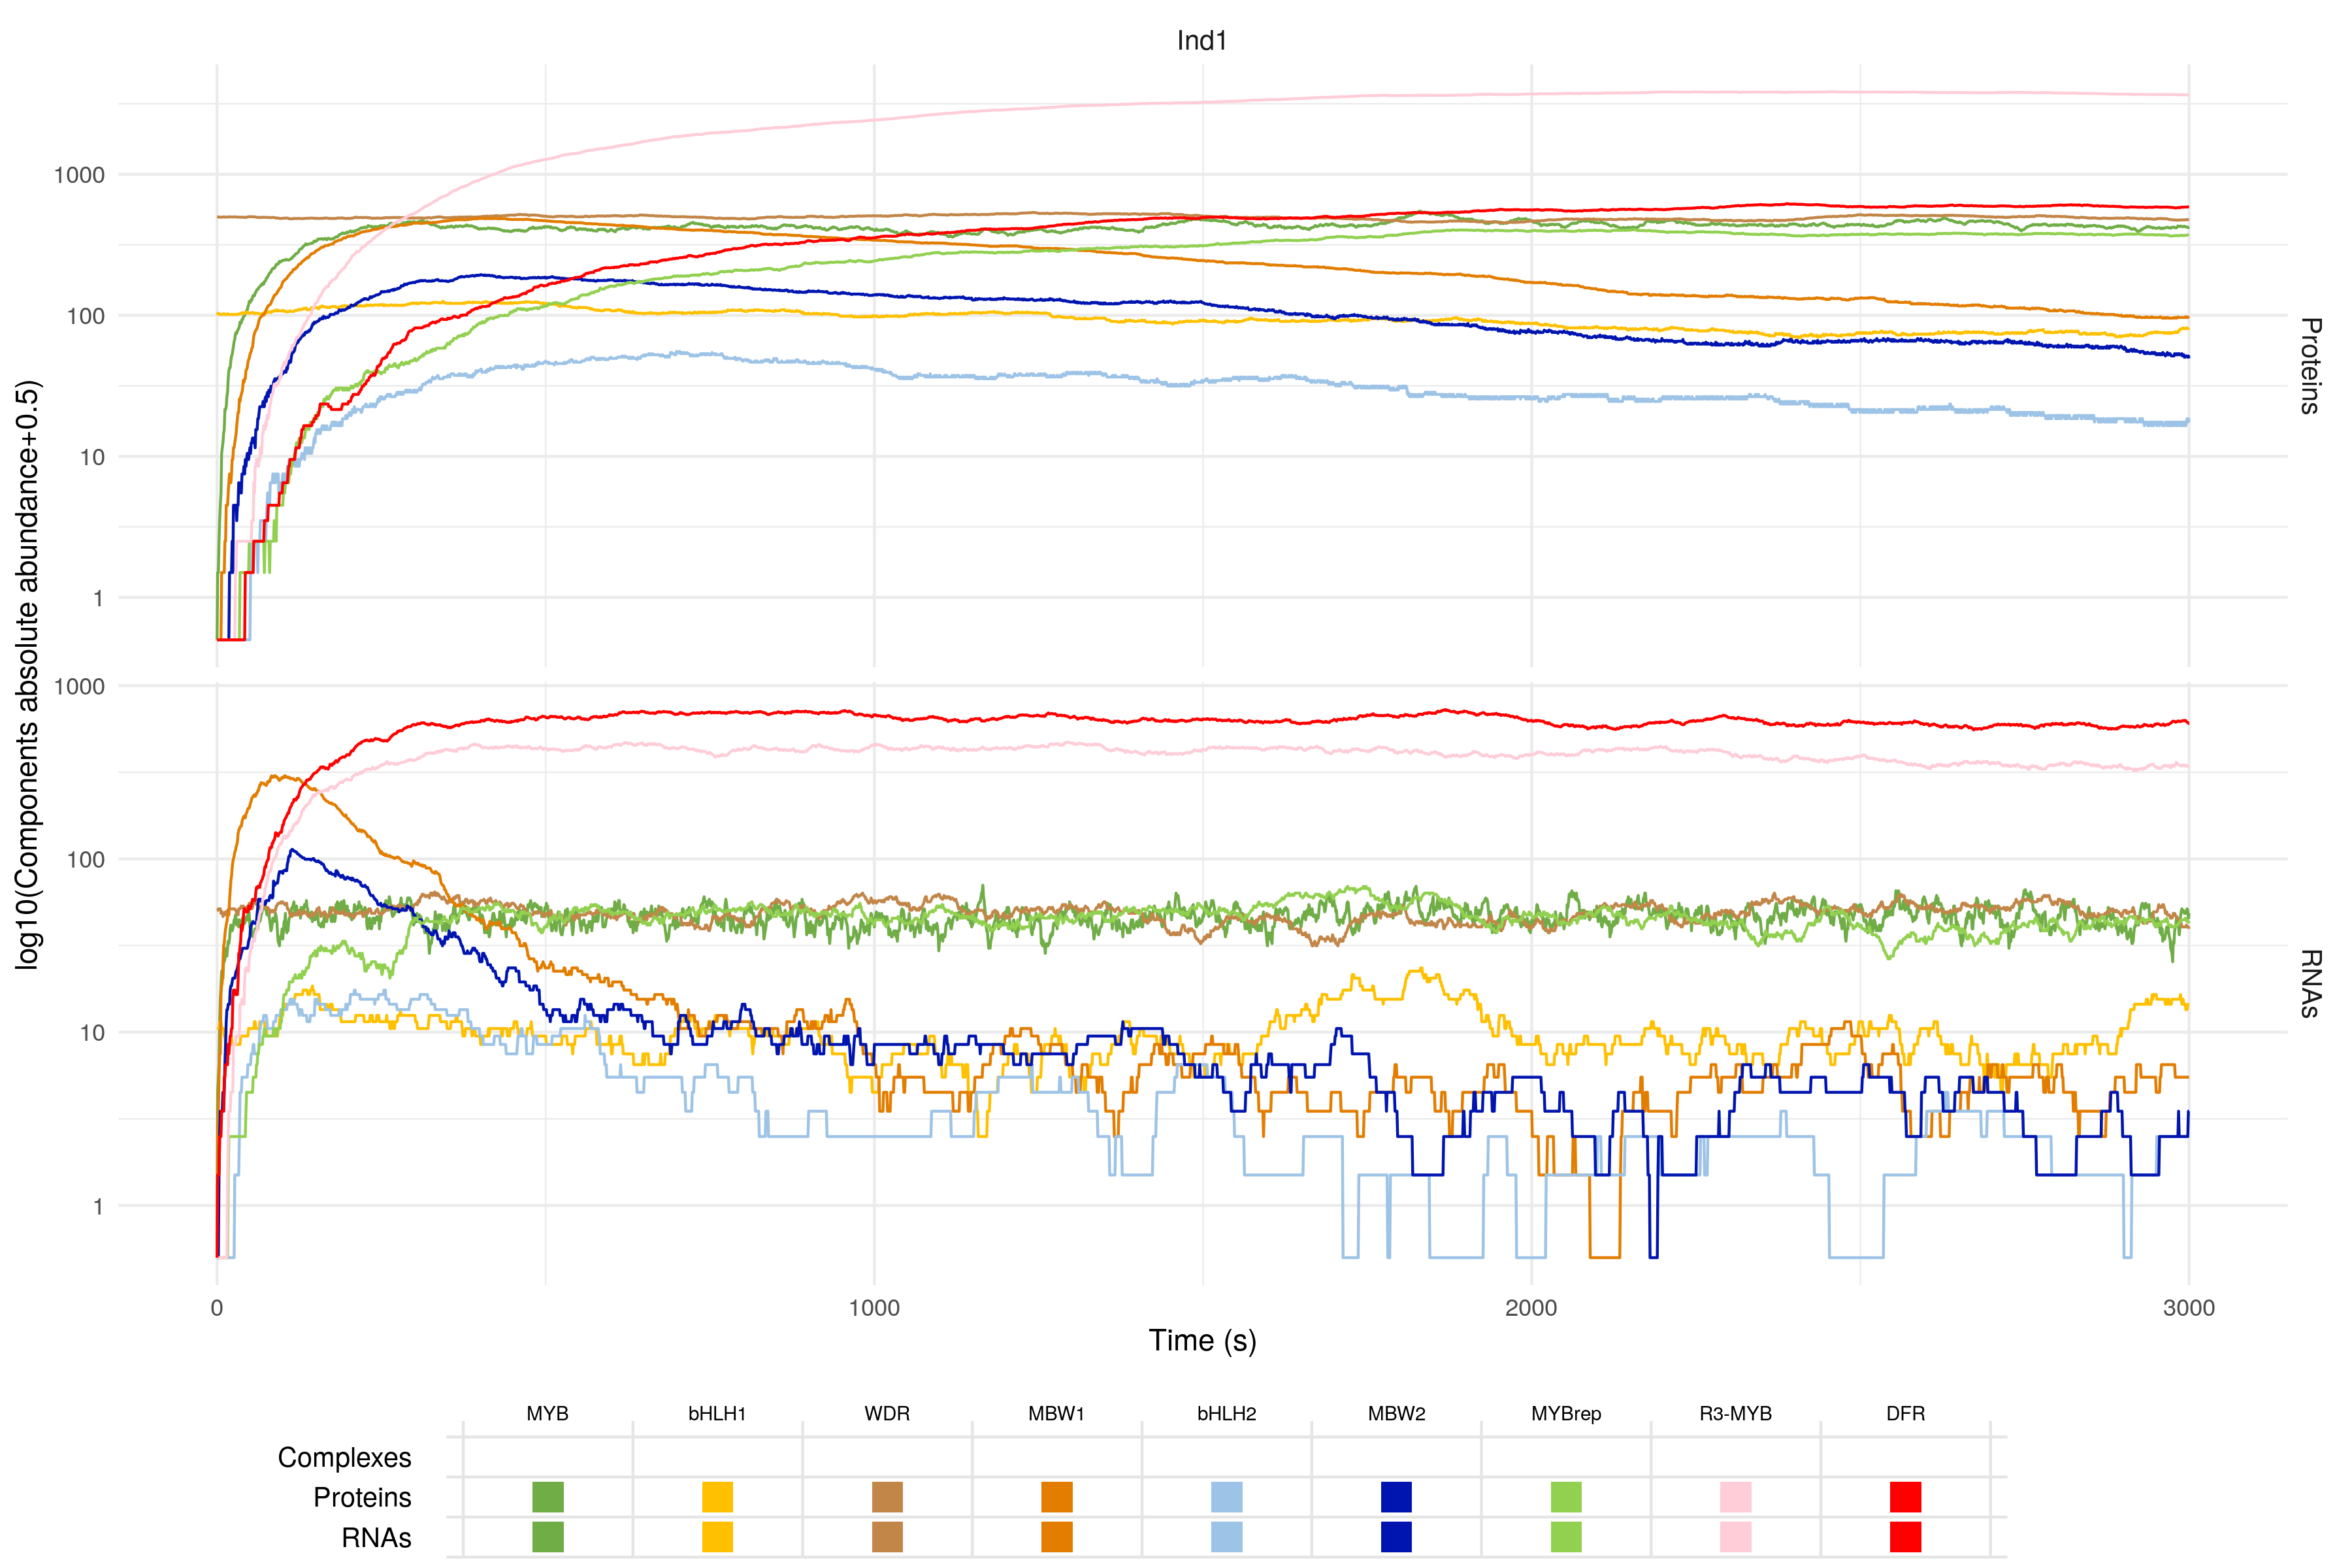 Ind1
1000
100
10
1
Proteins
log10(Components absolute abundance+0.5)
1000
100
10
1
RNAs
0 1000 2000 3000
Time (s)
MYB bHLH1 WDR MBW1 bHLH2 MBW2 MYBrep R3-MYB DFR
Complexes
Proteins
RNAs